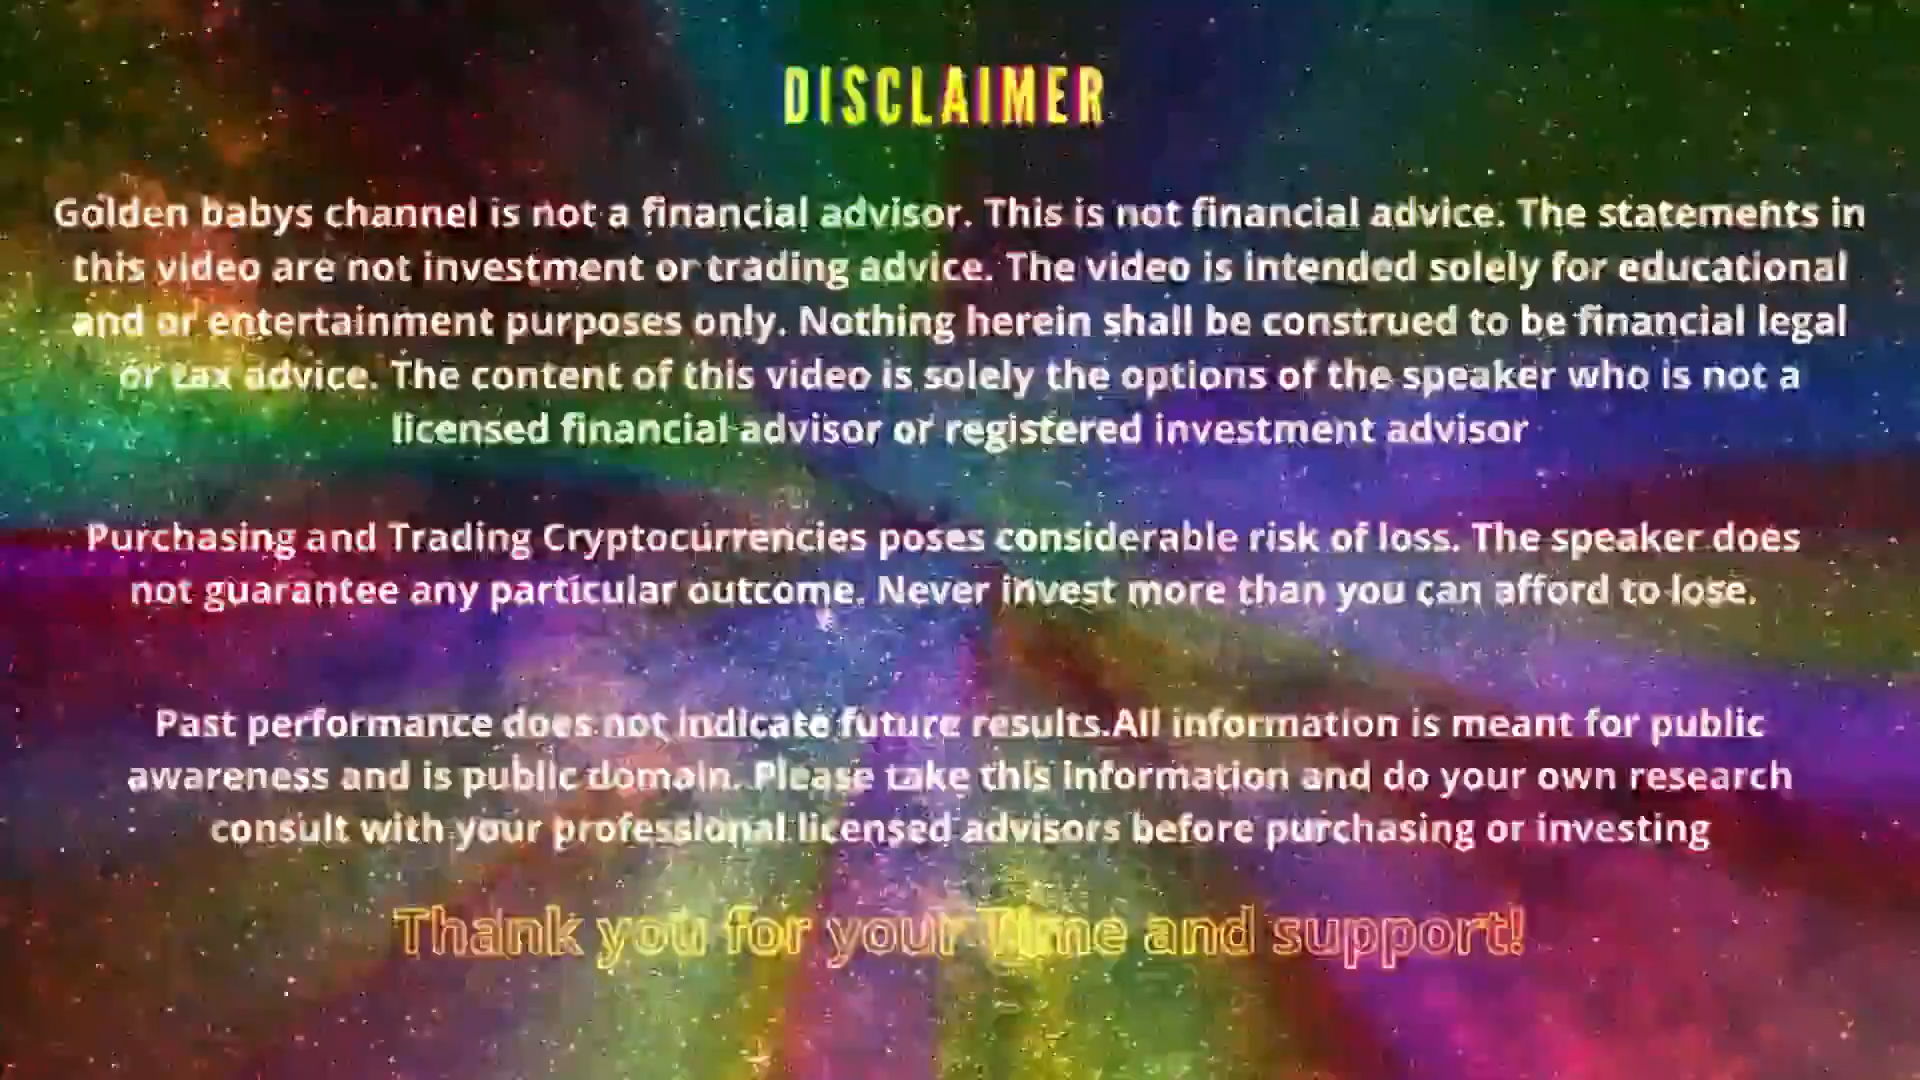 DISCLAIMER
Golden babys channel is not a financial advisor. This is not financial advice. The statements in
this video are not investment or trading advice. The video is intended solely for educational
and or entertainment purposes only. Nothing herein shall be construed to be financial legal
or tax advice. The content of this video is solely the options of the speaker who is not a
licensed financial advisor or registered investment advisor
Purchasing and Trading Cryptocurrencies poses considerable risk of loss. The speaker does
not guarantee any particular outcome. Never invest more than you can afford to lose.
Past performance does not indicate future results.All information is meant for public
awareness and is public domain. Please take this information and do your own research
consult with your professional licensed advisors before purchasing or investing
Thank you for your Time and support!